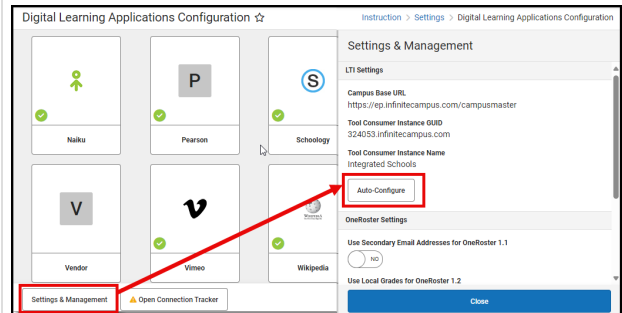 Digital Learning Applications Configuration ☆
Instruction > Settings > Digital Learning Applications Configuration
Naiku
P
Pearson
S
Schoology
V
Vendor
Vimeo
WIKIPEDIA
Wikipedia
Settings & Management
Open Connection Tracker
Settings & Management
LTI Settings
Campus Base URL
https://ep.infinitecampus.com/campusmaster
Tool Consumer Instance GUID
324053.infinitecampus.com
Tool Consumer Instance Name
Integrated Schools
Auto-Configure
OneRoster Settings
Use Secondary Email Addresses for OneRoster 1.1
NO
Use Local Grades for OneRoster 1.2
Close